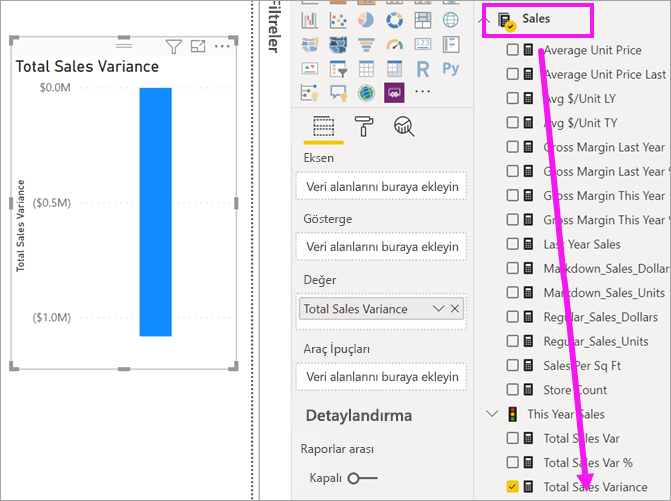 Total Sales Variance
$0.0M
($0.5M)
($1.0M)
Total Sales Variance
Filtreler
R
Py
123
Eksen
Veri alanlarını buraya ekleyin
Gösterge
Veri alanlarını buraya ekleyin
Değer
Total Sales Variance
Araç İpuçları
Veri alanlarını buraya ekleyin
Detaylandırma
Raporlar arası
Kapalı
Sales
Average Unit Price
Average Unit Price Last
Avg $/Unit LY
Avg $/Unit TY
Gross Margin Last Year
Gross Margin Last Year %
Gross Margin This Year
Gross Margin This Year %
Last Year Sales
Markdown_Sales_Dollar
Markdown_Sales_Units
Regular_Sales_Dollars
Regular_Sales_Units
Sales Per Sq Ft
Store Count
This Year Sales
Total Sales Var
Total Sales Var %
Total Sales Variance